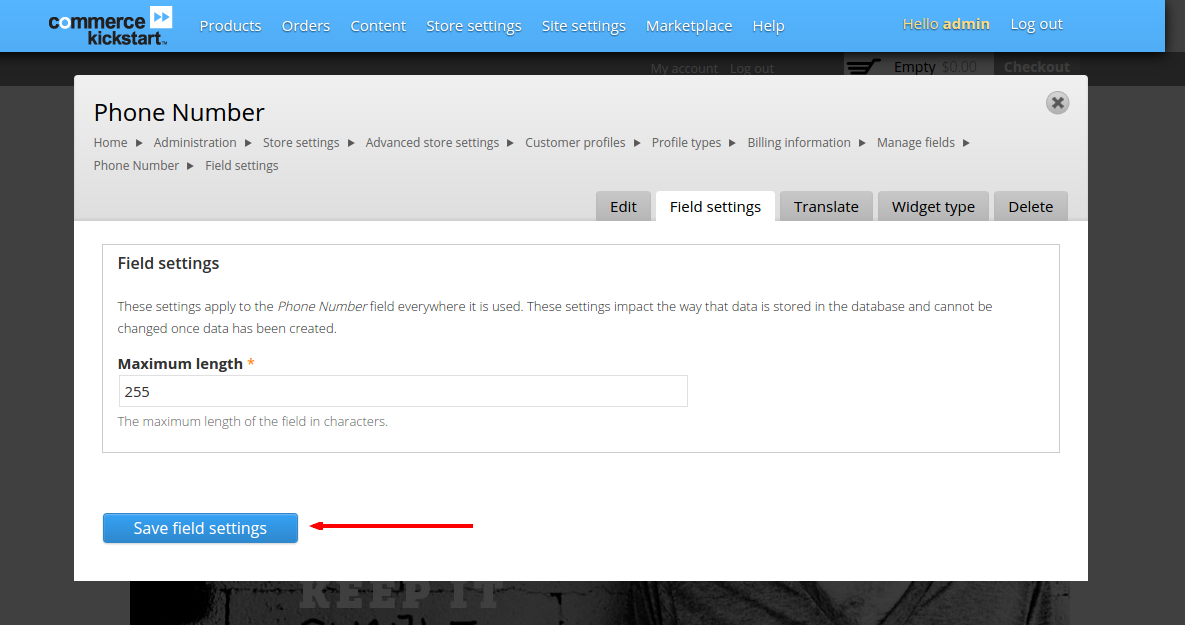 commerce
kickstart™
Products Orders Content Store settings Site settings Marketplace Help
Hello admin Log out
My account Log out Empty $0.00 Checkout
Phone Number
Home ▶ Administration ▶ Store settings ▶ Advanced store settings ▶ Customer profiles ▶ Profile types ▶ Billing information ▶ Manage fields ▶
Phone Number ▶ Field settings
Edit Field settings Translate Widget type Delete
Field settings
These settings apply to the Phone Number field everywhere it is used. These settings impact the way that data is stored in the database and cannot be
changed once data has been created.
Maximum length *
255
The maximum length of the field in characters.
Save field settings
KEEP IT